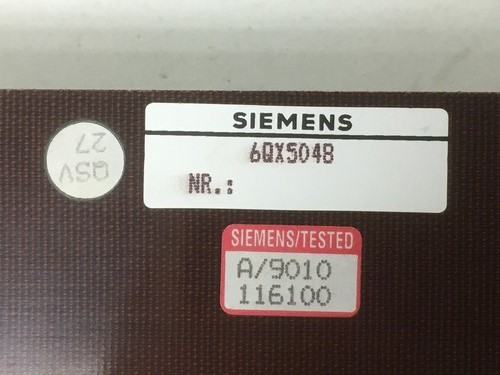 SIEMENS
6QX5048
NR.:
QSV
27
SIEMENS/TESTED
A/9010
116100